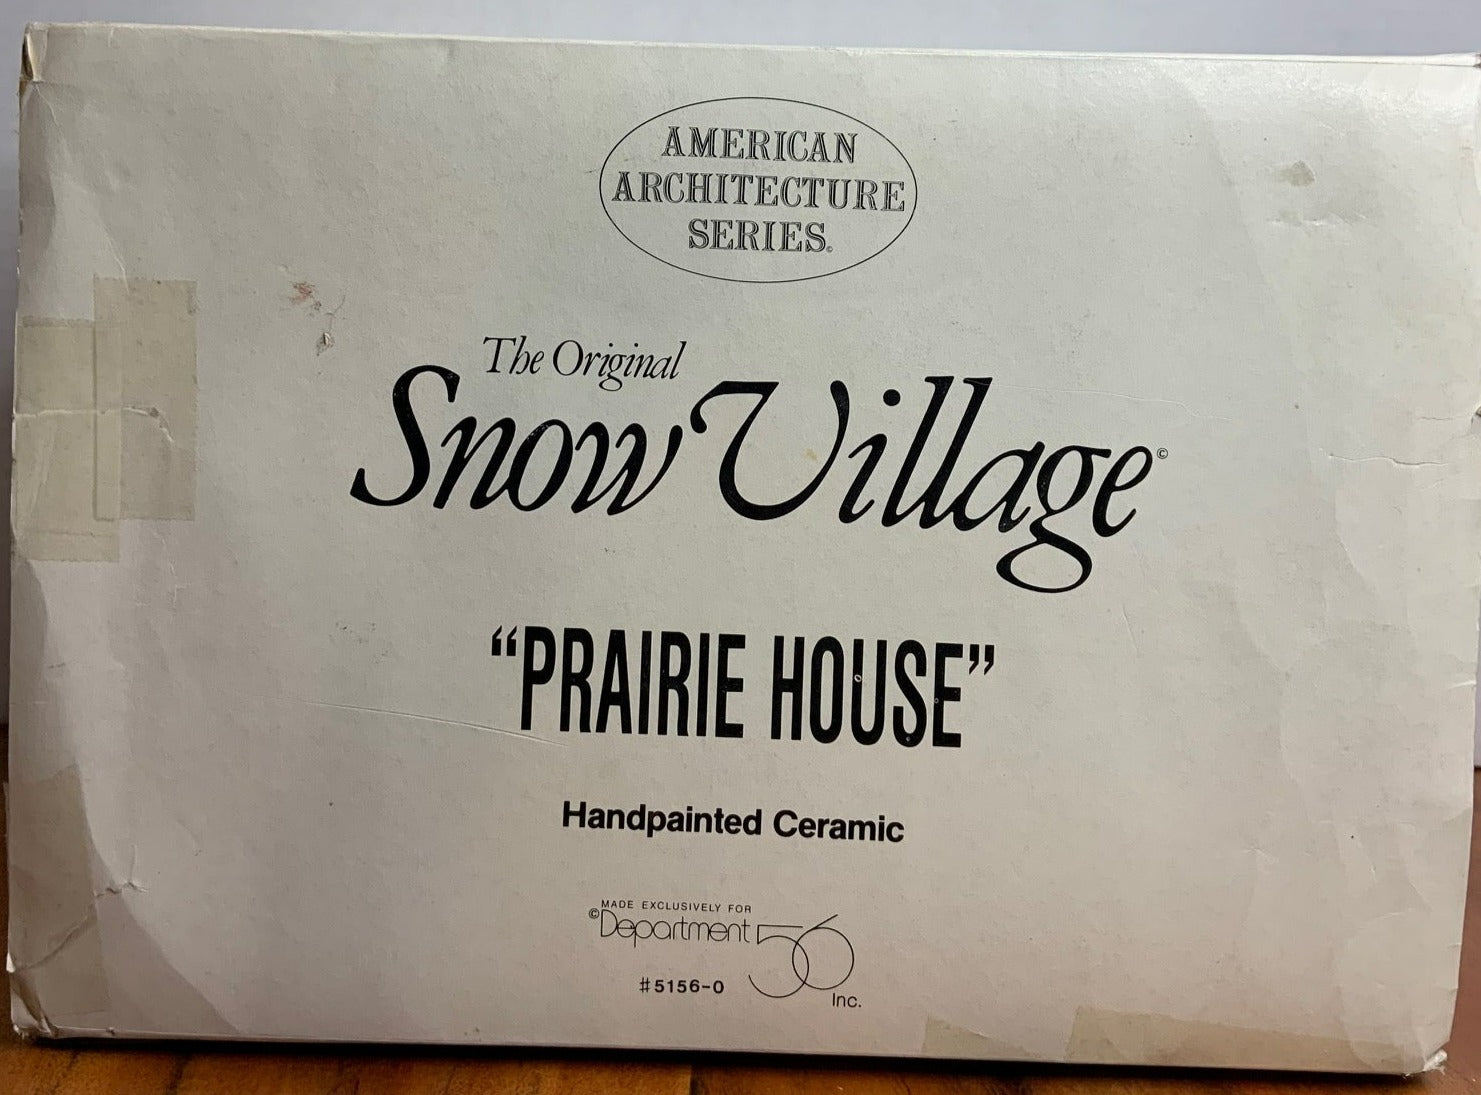 AMERICAN
ARCHITECTURE
SERIES©
The Original
Snow Village©
“PRAIRIE HOUSE”
Handpainted Ceramic
MADE EXCLUSIVELY FOR
©Department 56
#5156-0
Inc.